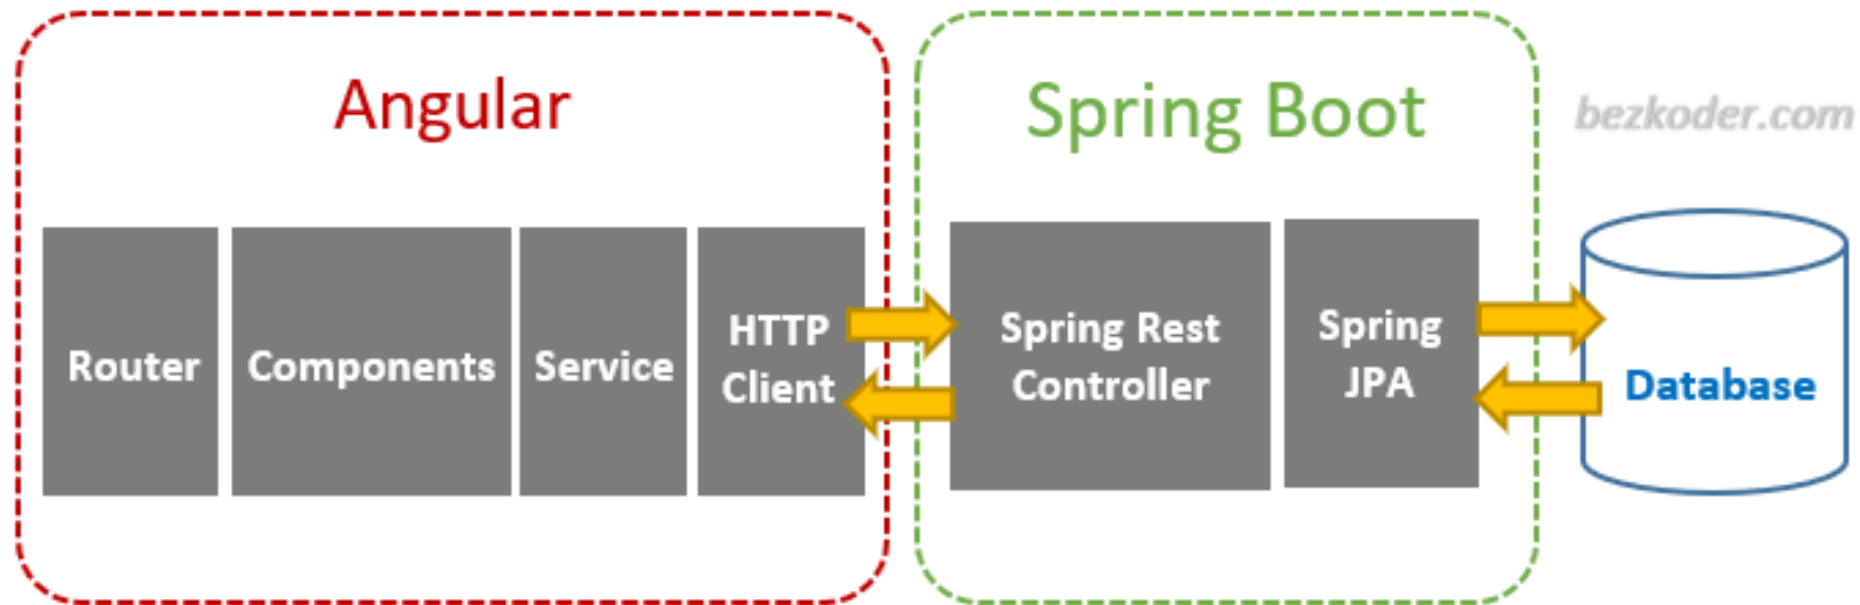 Angular
Spring Boot
bezkoder.com
Router
Components
Service
HTTP
Client
Spring Rest
Controller
Spring
JPA
Database